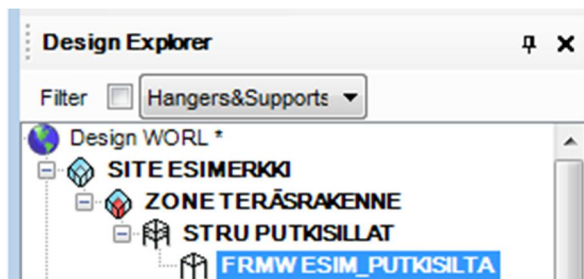 Design Explorer
Filter Hangers&Supports
Design WORL *
SITE ESIMERKKI
ZONE TERÄSRAKENNE
STRU PUTKISILLAT
FRMW ESIM_PUTKISILTA